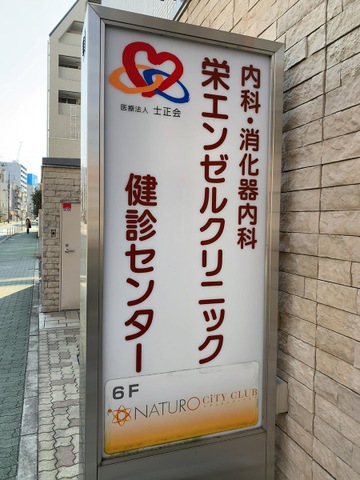 医療法人 士正会
内科・消化器内科
栄エンゼルクリニック
健診センター
6F
NATURO CiTY CLUB